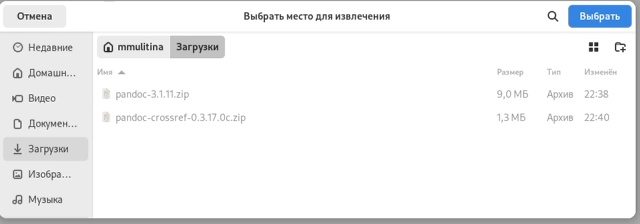 Отмена Выбрать место для извлечения Выбрать
Недавние
Домашн...
Видео
Докумен...
Загрузки
Изобра...
Музыка
mmulitina Загрузки
Имя Размер Тип Изменён
pandoc-3.1.11.zip 9,0 МБ Архив 22:38
pandoc-crossref-0.3.17.0c.zip 1,3 МБ Архив 22:40